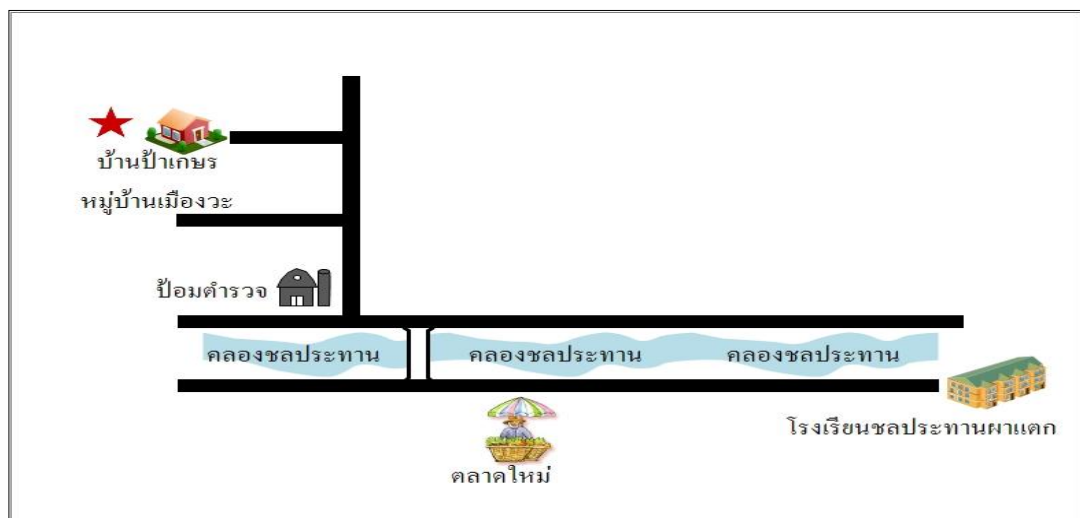 บ้านป้าเกษร
หมู่บ้านเมืองวะ
ป้อมตำรวจ
คลองชลประทาน
คลองชลประทาน
คลองชลประทาน
โรงเรียนชลประทานผาแตก
ตลาดใหม่